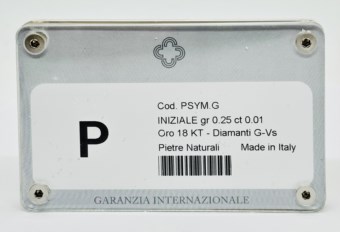 P
Cod. PSYM.G
INIZIALE gr 0.25 ct 0.01
Oro 18 KT - Diamanti G-Vs
Pietre Naturali Made in Italy
GARANZIA INTERNAZIONALE